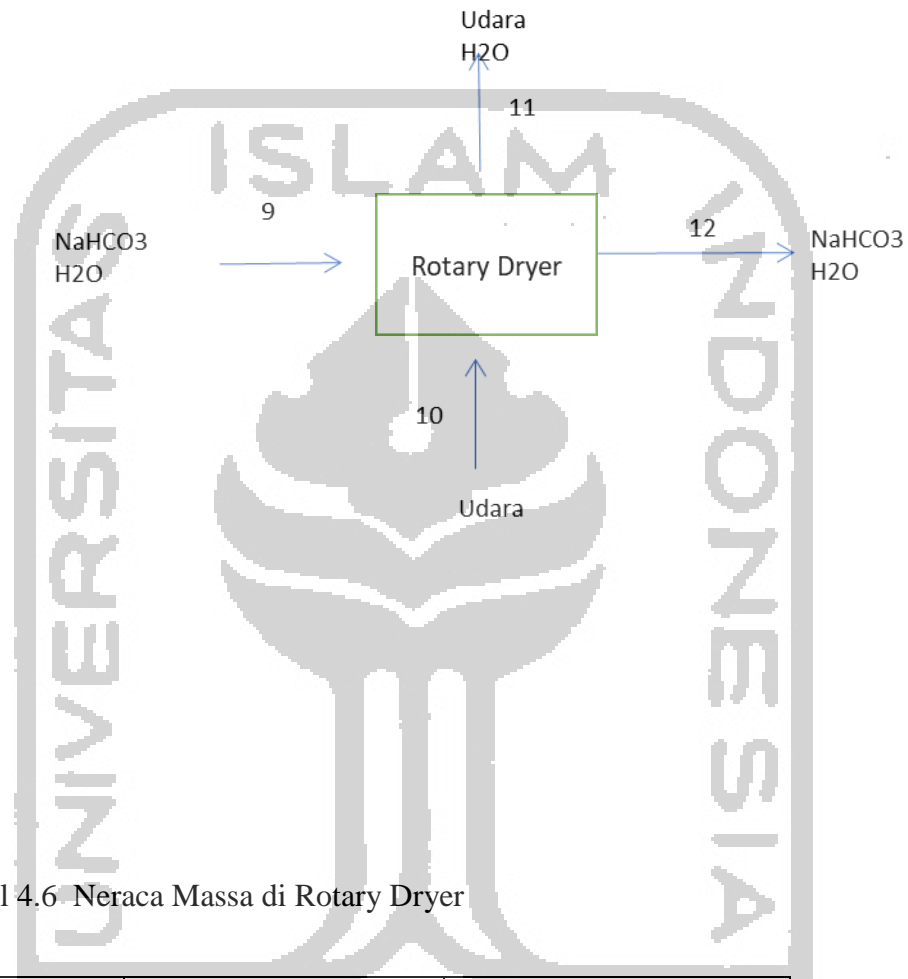 Udara
H2O
11
ISLAM
9
12
NaHCO3
H2O
Rotary Dryer
NaHCO3
H2O
UNIVERSITAS
INDONESIA
10
Udara
4.6 Neraca Massa di Rotary Dryer